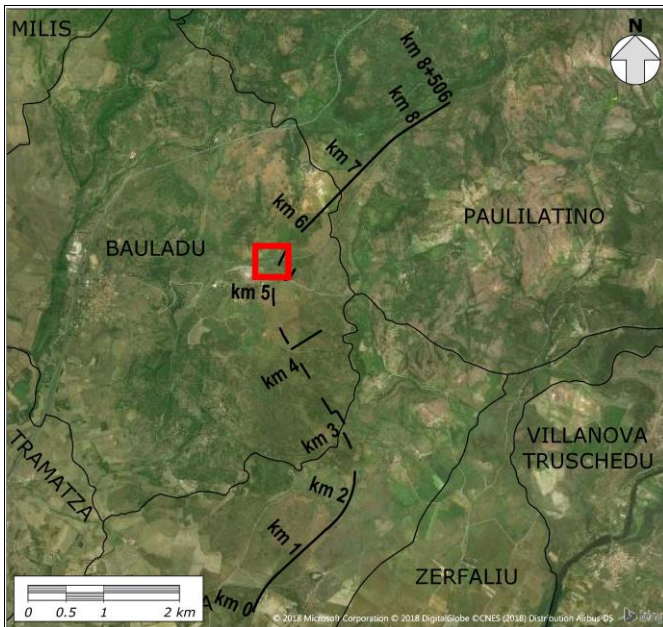 MILIS
N
km 8+506
km 8
km 7
PAULILATINO
km 6
BAULADU
km 5
km 4
VILLANOVA
TRUSCHEDU
km 3
TRAMATZA
km 2
km 1
ZERFALIU
km 0
0 0.5 1 2 km
© 2018 Microsoft Corporation © 2018 DigitalGlobe ©CNES (2018) Distribution Airbus DS